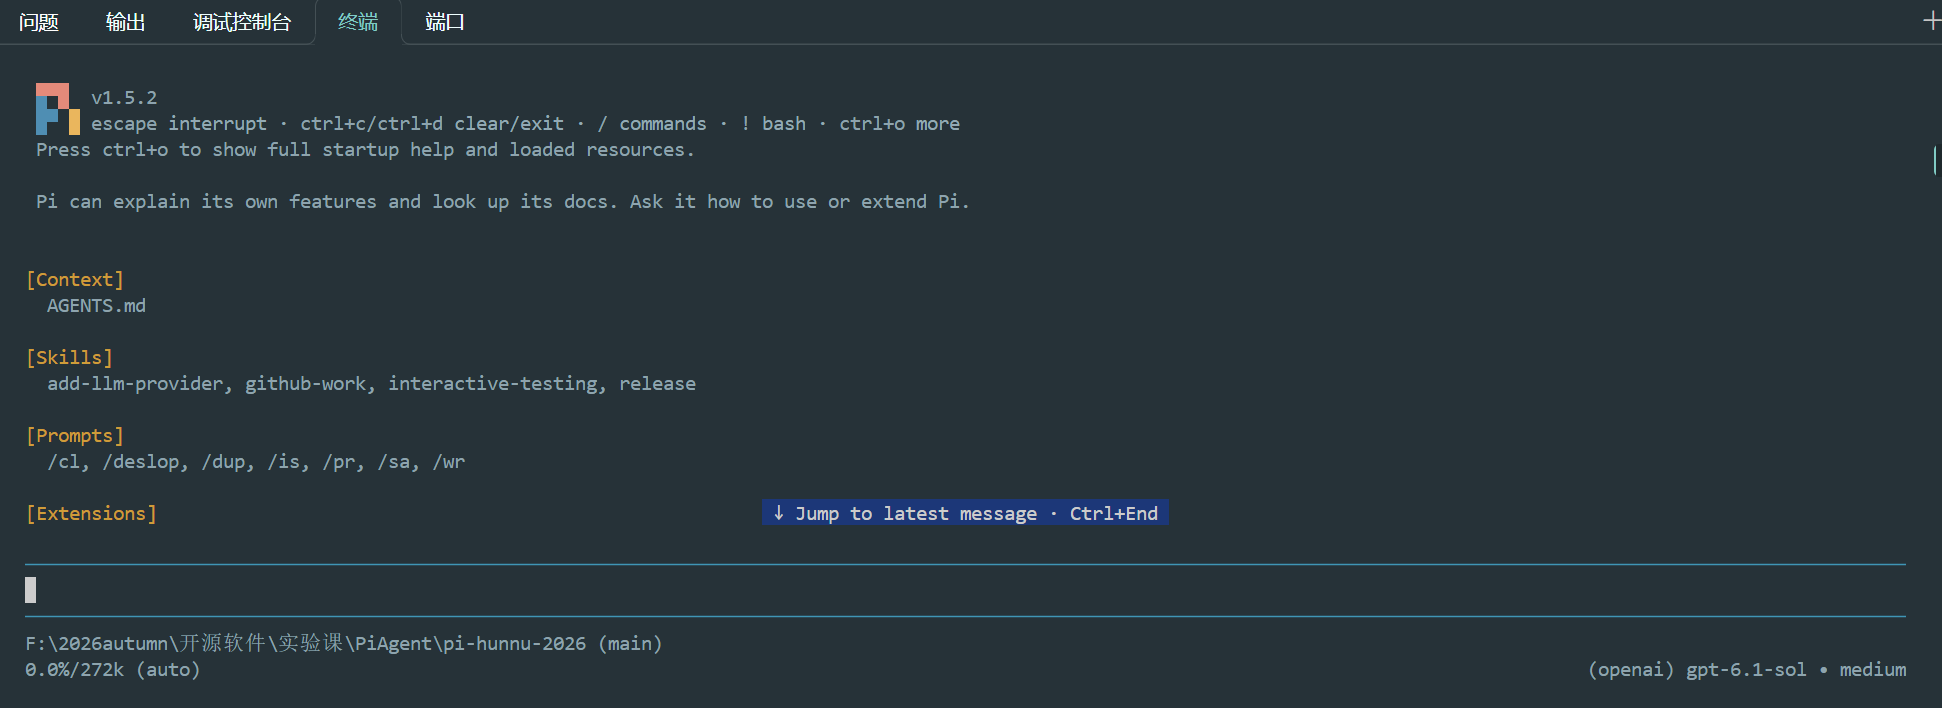 问题 输出 调试控制台 终端 端口
v1.5.2
escape interrupt · ctrl+c/ctrl+d clear/exit · / commands · ! bash · ctrl+o more
Press ctrl+o to show full startup help and loaded resources.
Pi can explain its own features and look up its docs. Ask it how to use or extend Pi.
[Context]
AGENTS.md
[Skills]
add-llm-provider, github-work, interactive-testing, release
[Prompts]
/cl, /deslop, /dup, /is, /pr, /sa, /wr
[Extensions]
↓ Jump to latest message · Ctrl+End
F:\2026autumn\开源软件\实验课\PiAgent\pi-hunnu-2026 (main)
0.0%/272k (auto)
(openai) gpt-6.1-sol • medium